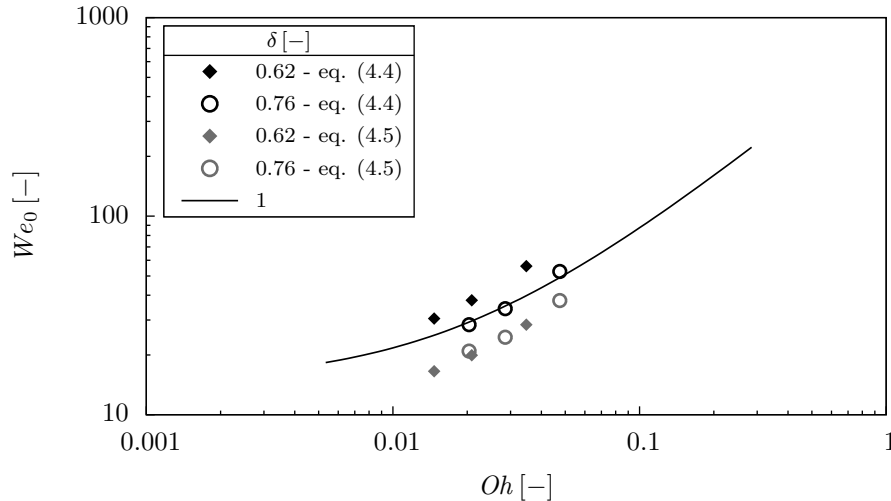 1000
δ [−]
0.62 - eq. (4.4)
0.76 - eq. (4.4)
0.62 - eq. (4.5)
0.76 - eq. (4.5)
1
We₀ [−]
100
10
0.001
0.01
0.1
1
Oh [−]